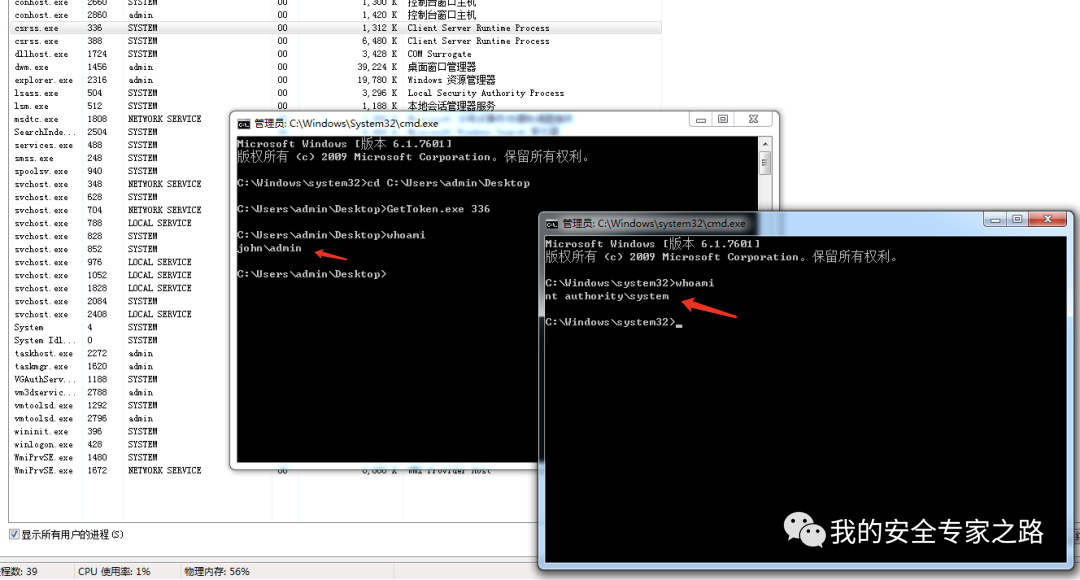 conhost.exe 2660 SYSTEM 00 1,300 K 控制台窗口主机
conhost.exe 2860 admin 00 1,420 K 控制台窗口主机
csrss.exe 336 SYSTEM 00 1,312 K Client Server Runtime Process
csrss.exe 388 SYSTEM 00 6,480 K Client Server Runtime Process
dllhost.exe 1724 SYSTEM 00 3,428 K COM Surrogate
dwm.exe 1456 admin 00 39,224 K 桌面窗口管理器
explorer.exe 2316 admin 00 19,780 K Windows 资源管理器
lsass.exe 504 SYSTEM 00 3,296 K Local Security Authority Process
lsm.exe 512 SYSTEM 00 1,188 K 本地会话管理器服务
msdtc.exe 1808 NETWORK SERVICE
SearchInde... 2504 SYSTEM
services.exe 488 SYSTEM
smss.exe 248 SYSTEM
spoolsv.exe 940 SYSTEM
svchost.exe 348 NETWORK SERVICE
svchost.exe 628 SYSTEM
svchost.exe 704 NETWORK SERVICE
svchost.exe 788 LOCAL SERVICE
svchost.exe 828 SYSTEM
svchost.exe 852 SYSTEM
svchost.exe 976 LOCAL SERVICE
svchost.exe 1052 LOCAL SERVICE
svchost.exe 1828 LOCAL SERVICE
svchost.exe 2084 SYSTEM
svchost.exe 2408 LOCAL SERVICE
System 4 SYSTEM
System Idl... 0 SYSTEM
taskhost.exe 2272 admin
taskmgr.exe 1620 admin
VGAuthServ... 1188 SYSTEM
vm3dservic... 2788 admin
vmtoolsd.exe 1292 SYSTEM
vmtoolsd.exe 2796 admin
wininit.exe 396 SYSTEM
winlogon.exe 428 SYSTEM
WmiPrvSE.exe 1480 SYSTEM
WmiPrvSE.exe 1672 NETWORK SERVICE 00 K WMI Provider Host
显示所有用户的进程(S)
程数: 39 CPU 使用率: 1% 物理内存: 56%
管理员: C:\Windows\System32\cmd.exe
Microsoft Windows [版本 6.1.7601]
版权所有 (c) 2009 Microsoft Corporation。保留所有权利。
C:\Windows\system32>cd C:\Users\admin\Desktop
C:\Users\admin\Desktop>GetToken.exe 336
C:\Users\admin\Desktop>whoami
john\admin
C:\Users\admin\Desktop>
管理员: C:\Windows\system32\cmd.exe
Microsoft Windows [版本 6.1.7601]
版权所有 (c) 2009 Microsoft Corporation。保留所有权利。
C:\Windows\system32>whoami
nt authority\system
C:\Windows\system32>
我的安全专家之路